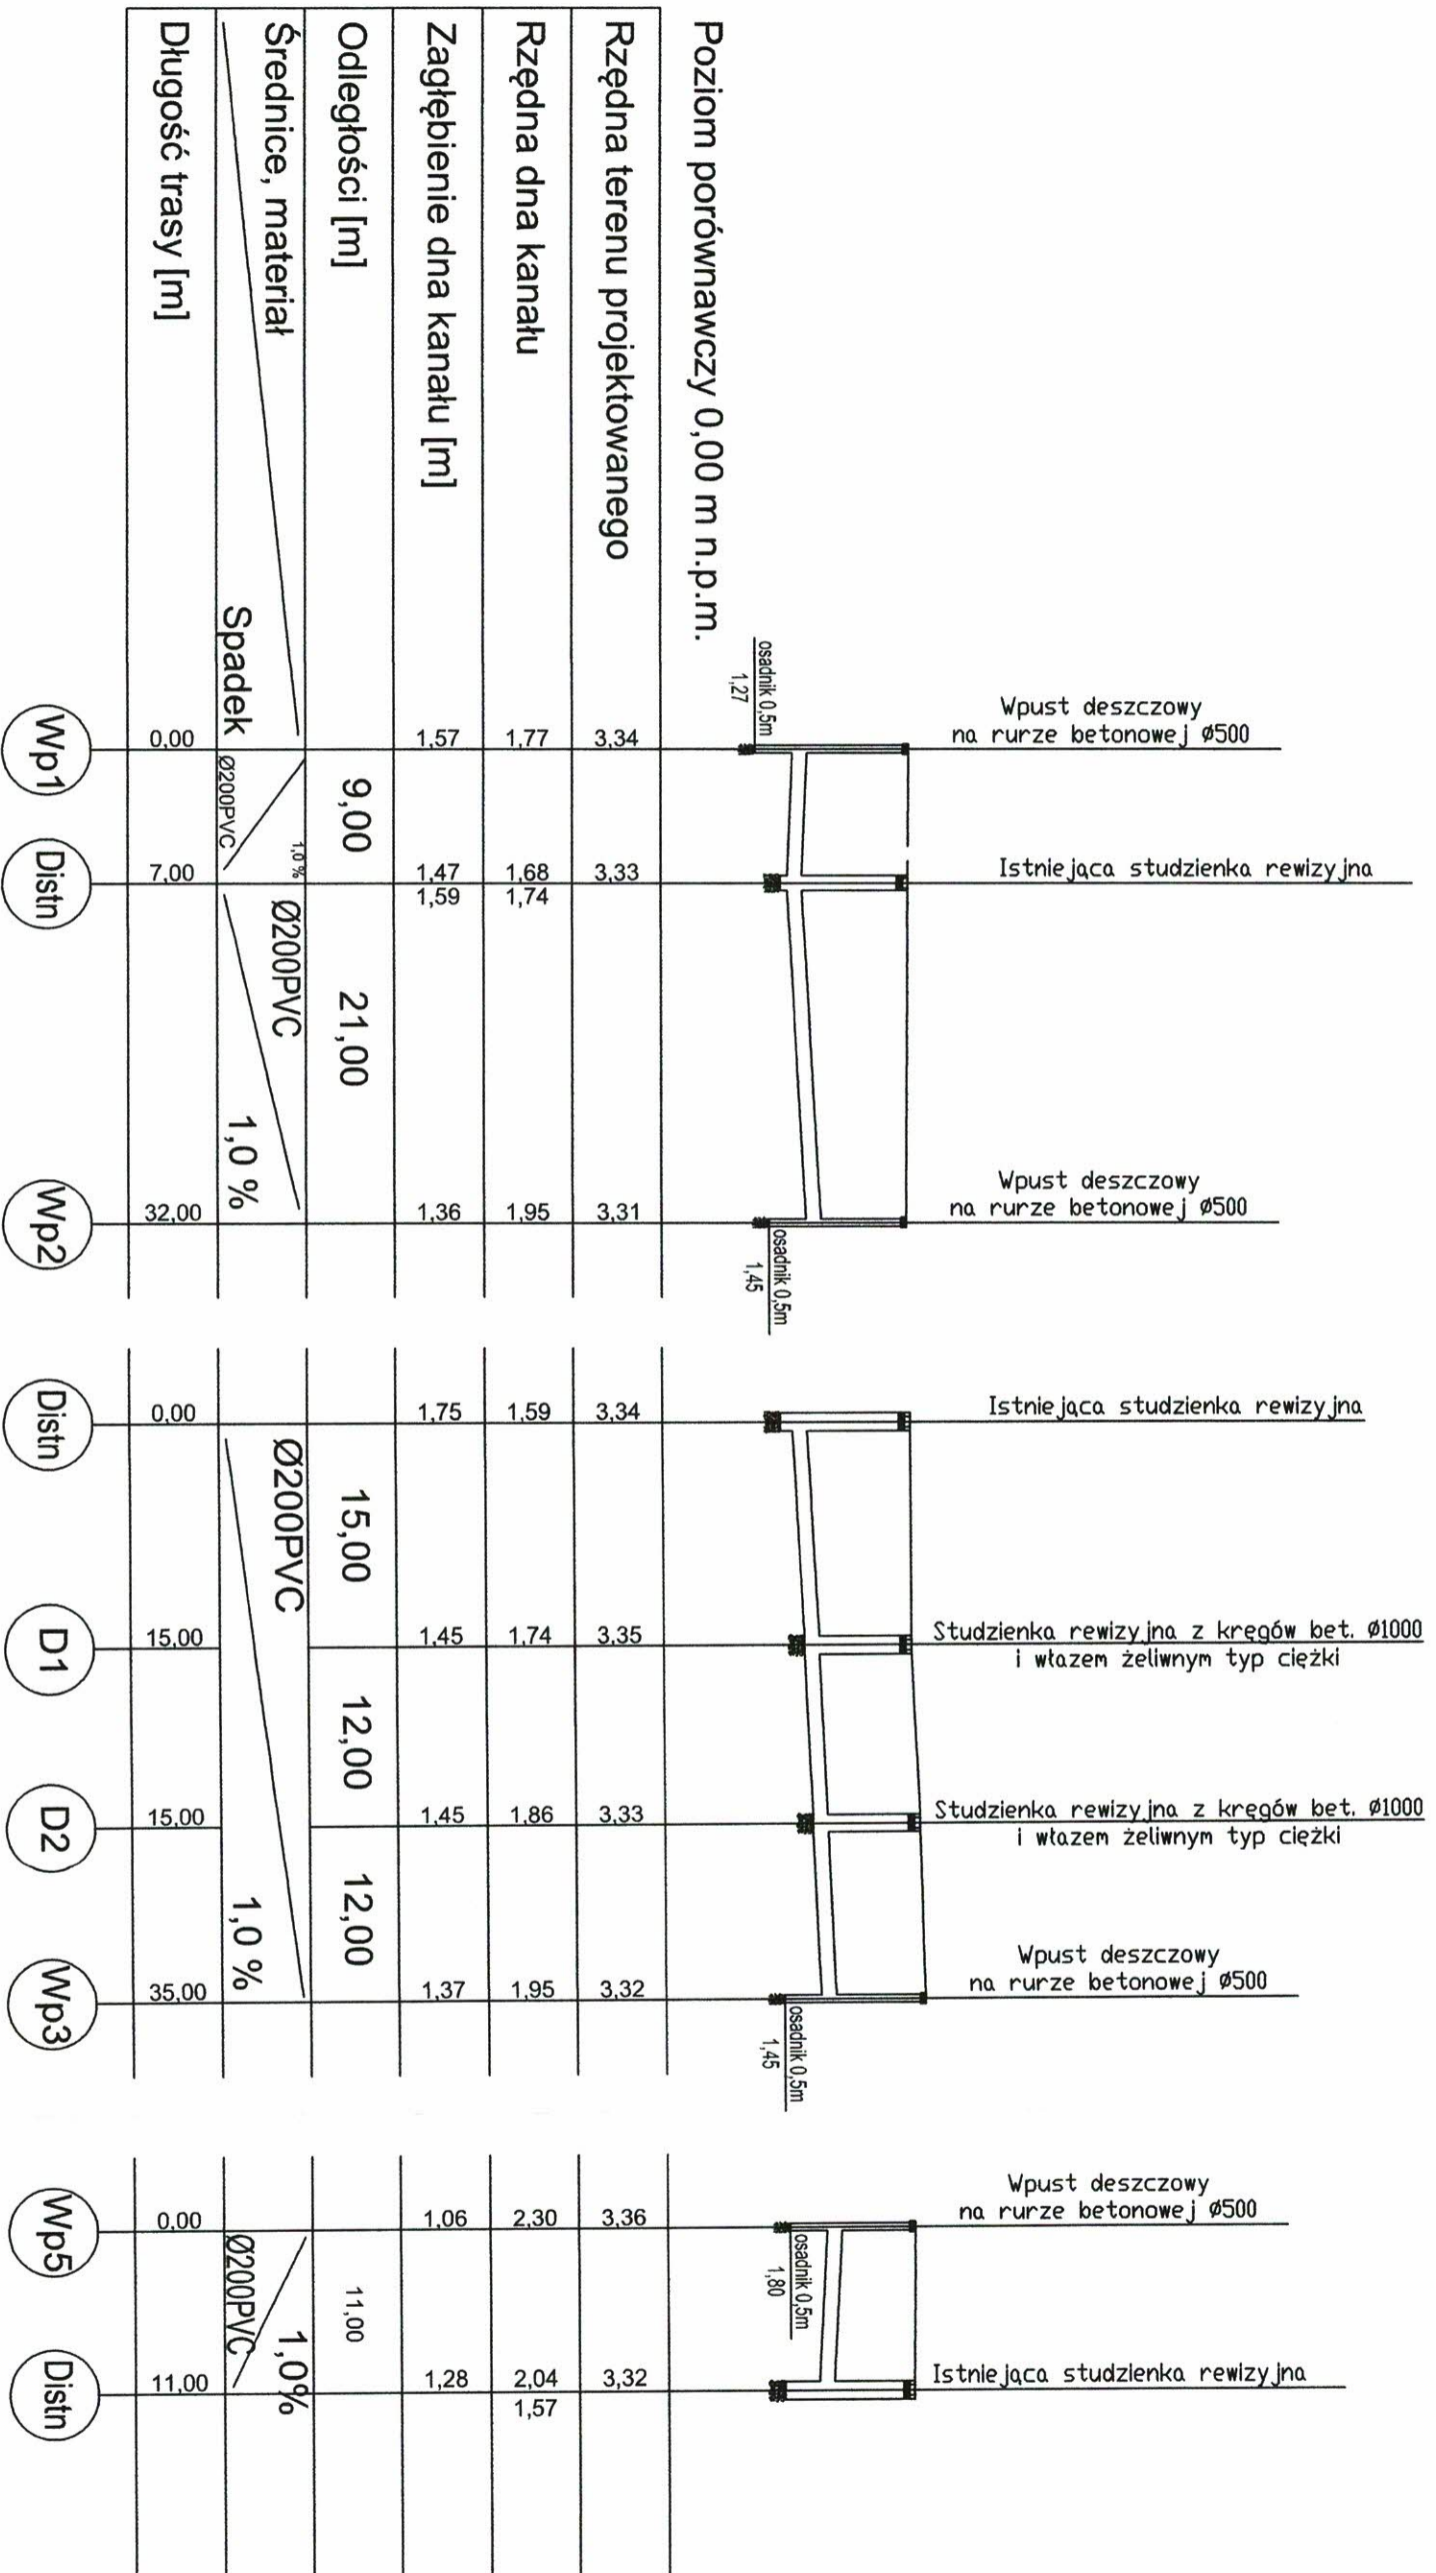 Wpust deszczowy
na rurze betonowej Ø500
Istniejąca studzienka rewizyjna
Wpust deszczowy
na rurze betonowej Ø500
Istniejąca studzienka rewizyjna
Studzienka rewizyjna z kręgów bet. Ø1000
i włazem żeliwnym typ ciężki
Studzienka rewizyjna z kręgów bet. Ø1000
i włazem żeliwnym typ ciężki
Wpust deszczowy
na rurze betonowej Ø500
Wpust deszczowy
na rurze betonowej Ø500
Istniejąca studzienka rewizyjna
osadnik 0,5m
1,27
osadnik 0,5m
1,45
osadnik 0,5m
1,45
osadnik 0,5m
1,80
Poziom porównawczy 0,00 m n.p.m.
Rzędna terenu projektowanego
3,34
3,33
3,31
3,34
3,35
3,33
3,32
3,36
3,32
Rzędna dna kanału
1,77
1,68
1,74
1,95
1,59
1,74
1,86
1,95
2,30
2,04
1,57
Zagłębienie dna kanału [m]
1,57
1,47
1,59
1,36
1,75
1,45
1,45
1,37
1,06
1,28
Odległości [m]
9,00
21,00
15,00
12,00
12,00
11,00
Średnice, materiał
Spadek
Ø200PVC
1,0 %
Ø200PVC
1,0 %
Ø200PVC
1,0 %
Ø200PVC
1,0%
Długość trasy [m]
0,00
7,00
32,00
0,00
15,00
15,00
35,00
0,00
11,00
Wp1
Distn
Wp2
Distn
D1
D2
Wp3
Wp5
Distn